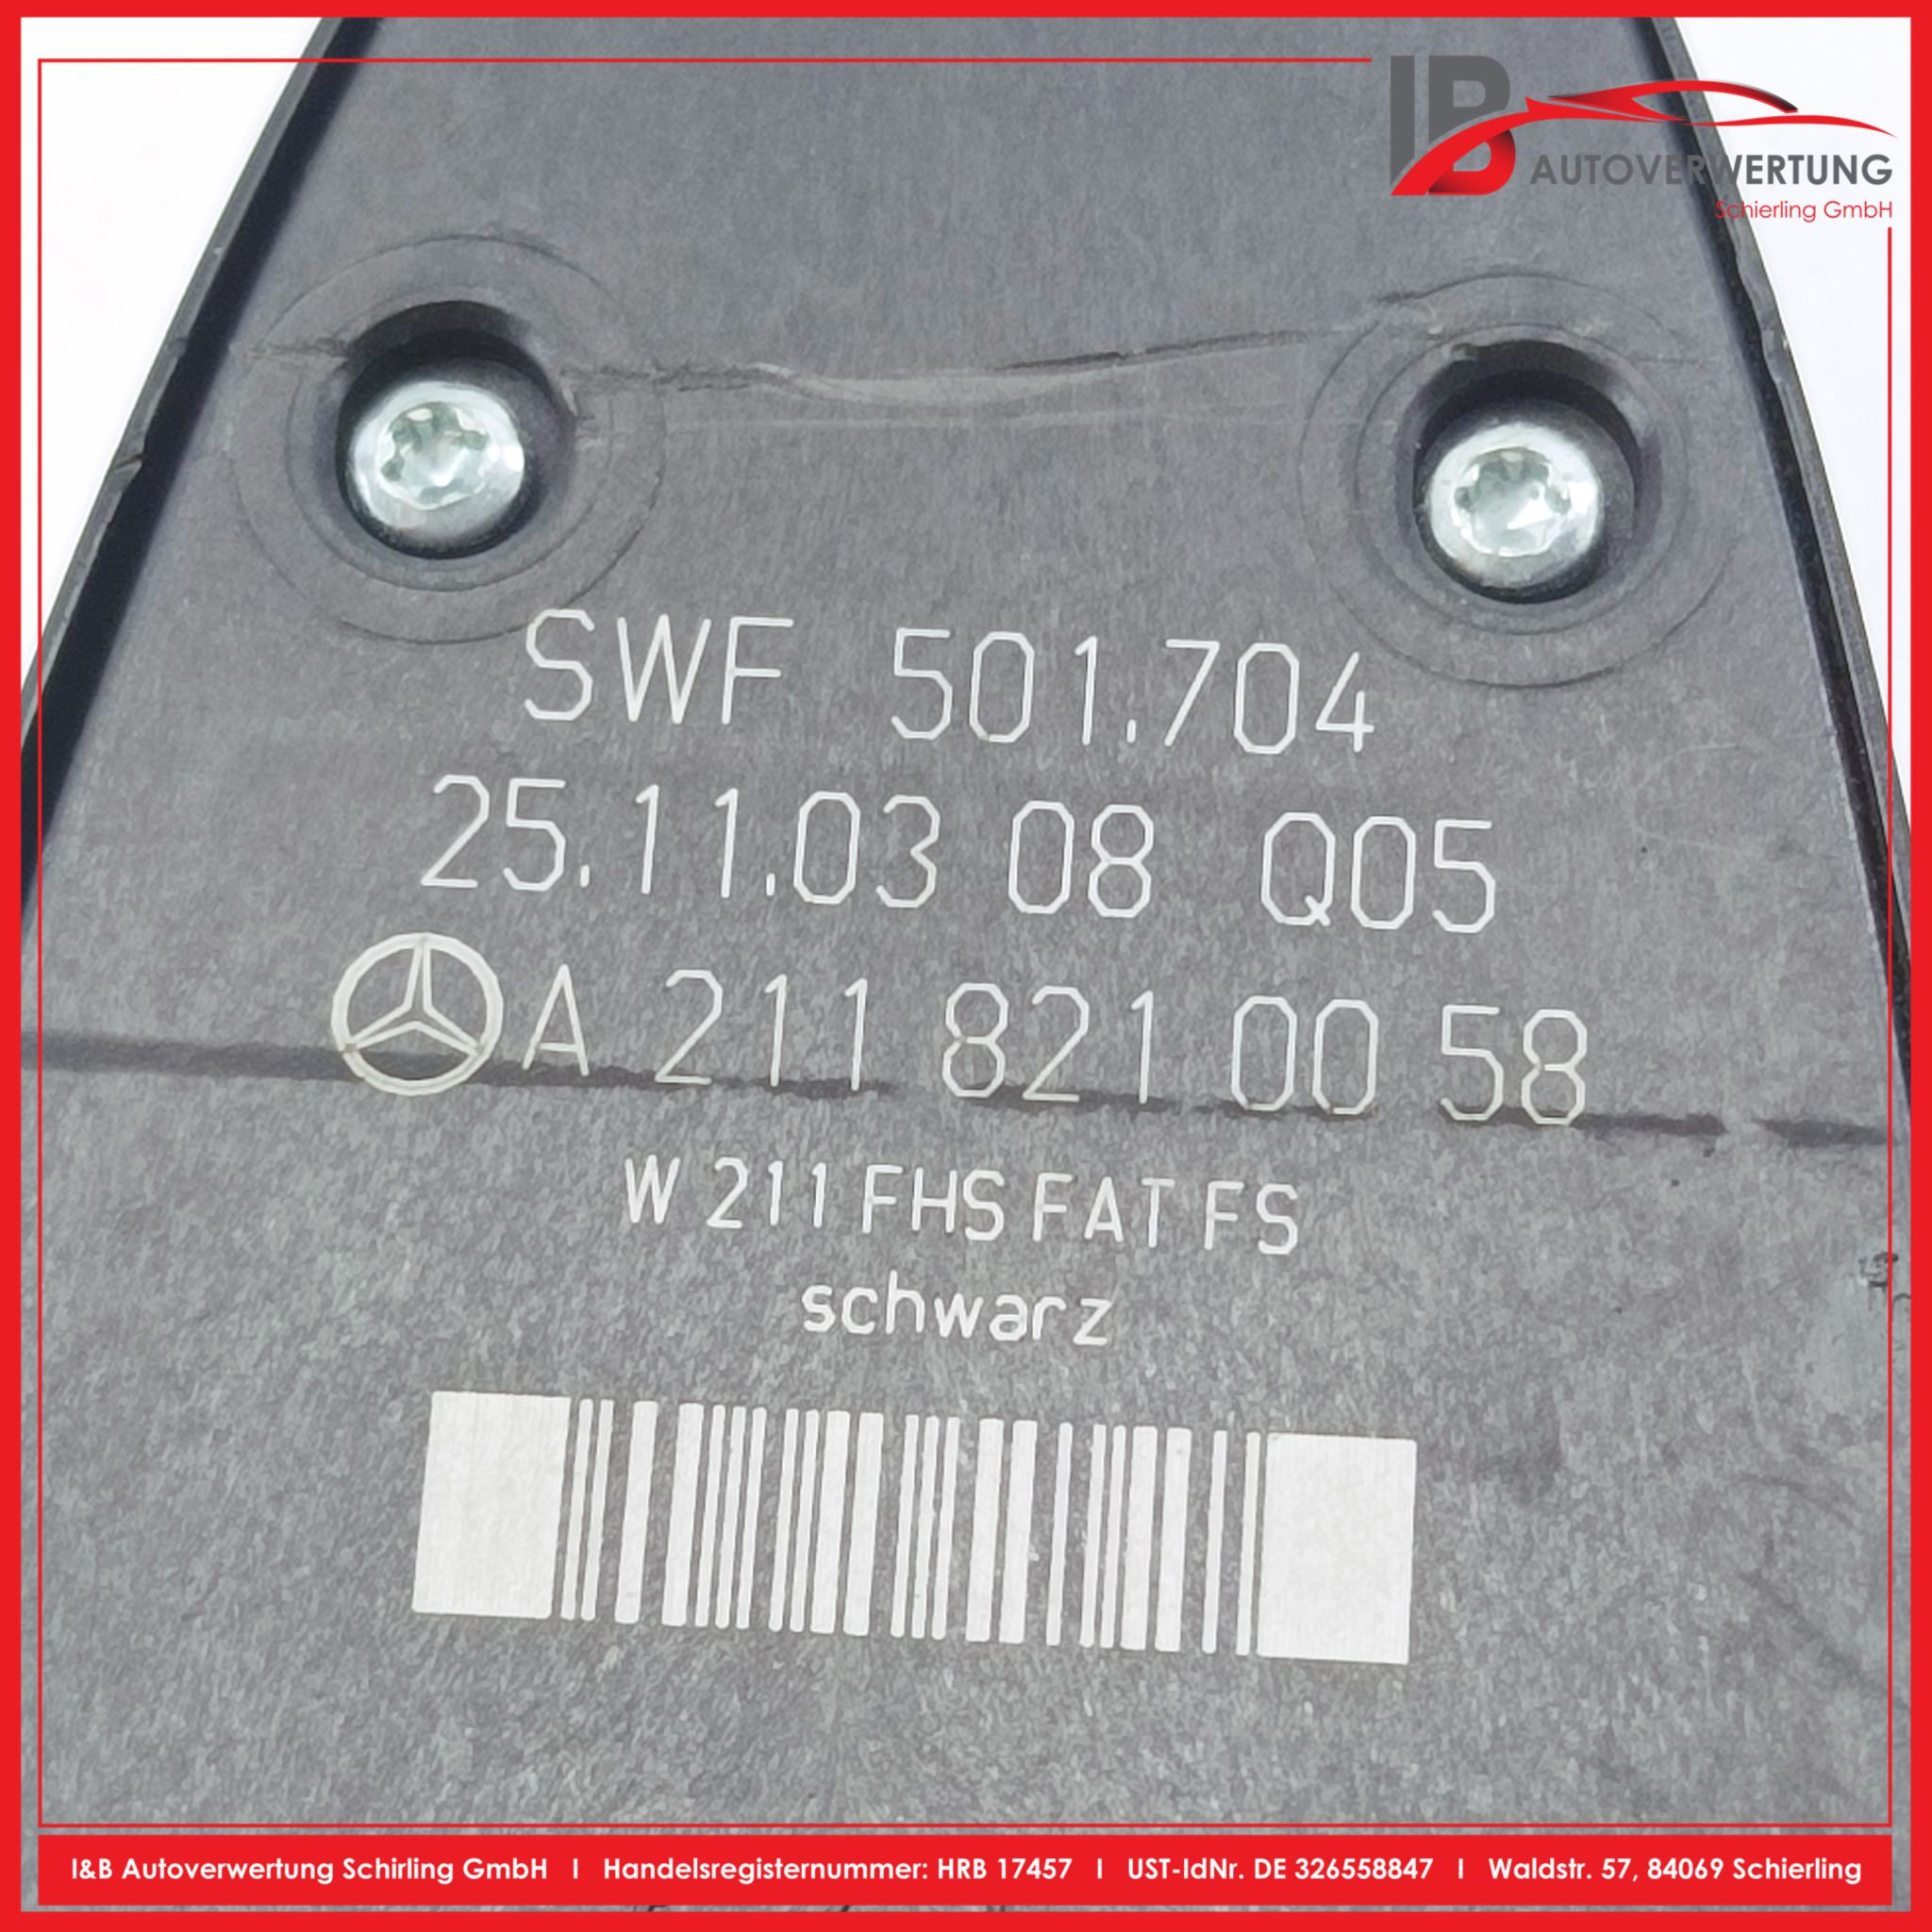 IB
AUTOVERWERTUNG
Schierling GmbH
SWF 501.704
25.11.03 08 Q05
A 211 821 00 58
W 211 FHS FAT FS
schwarz
I&B Autoverwertung Schirling GmbH I Handelsregisternummer: HRB 17457 I UST-IdNr. DE 326558847 I Waldstr. 57, 84069 Schierling